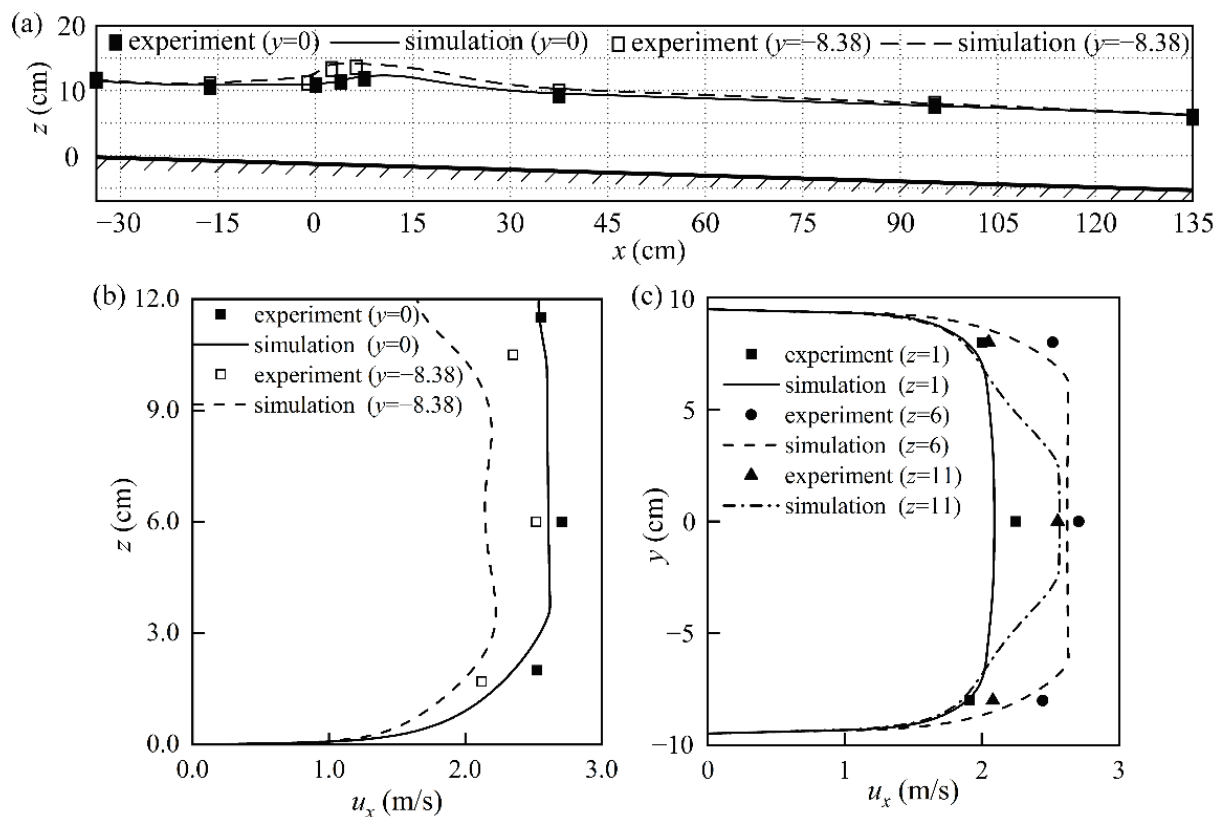 (a)
20
experiment (y=0) simulation (y=0) experiment (y=−8.38) simulation (y=−8.38)
10
0
z (cm)
−30 −15 0 15 30 45 60 75 90 105 120 135
x (cm)
(b)
12.0
experiment (y=0)
simulation (y=0)
experiment (y=−8.38)
simulation (y=−8.38)
9.0
6.0
3.0
0.0
z (cm)
0.0 1.0 2.0 3.0
u_x (m/s)
(c)
10
experiment (z=1)
simulation (z=1)
experiment (z=6)
simulation (z=6)
experiment (z=11)
simulation (z=11)
5
0
−5
−10
y (cm)
0 1 2 3
u_x (m/s)